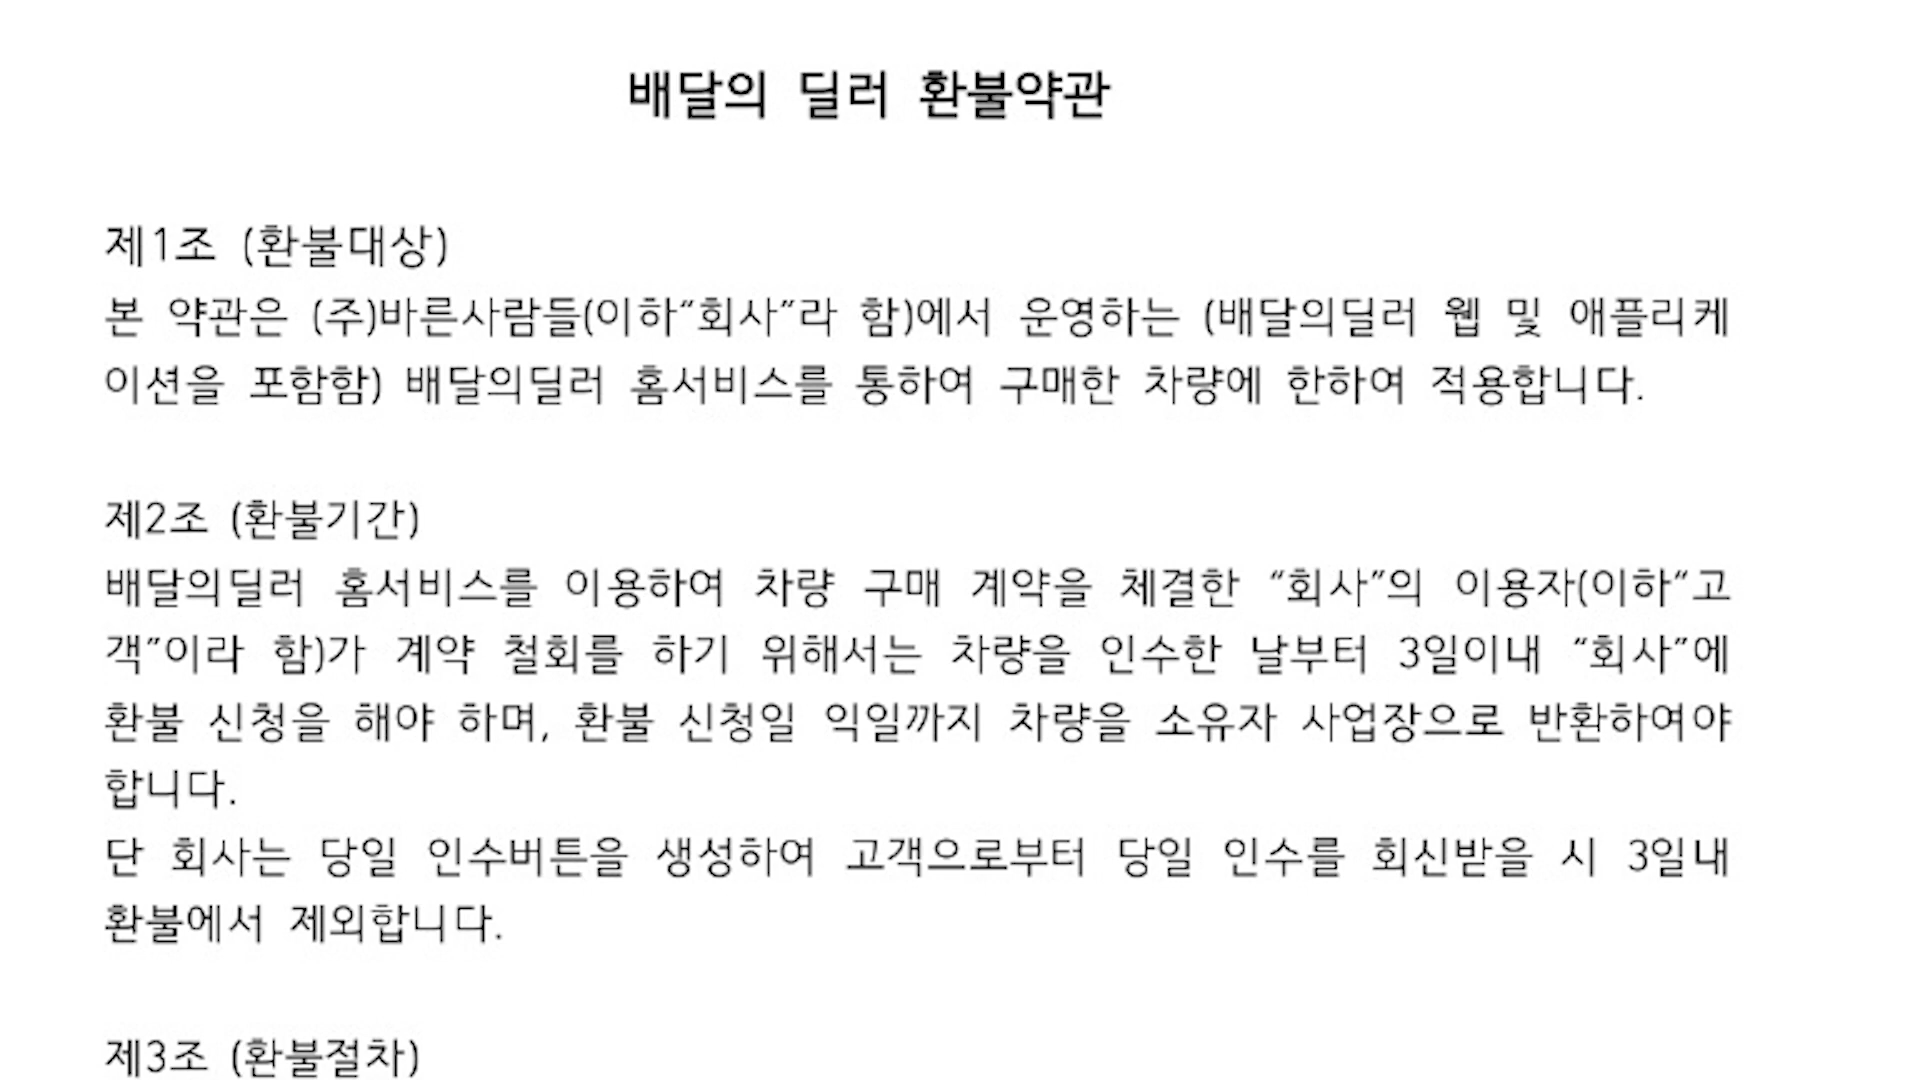 배달의 딜러 환불약관
제1조 (환불대상)
본 약관은 (주)바른사람들(이하“회사”라 함)에서 운영하는 (배달의딜러 웹 및 애플리케
이션을 포함함) 배달의딜러 홈서비스를 통하여 구매한 차량에 한하여 적용합니다.
제2조 (환불기간)
배달의딜러 홈서비스를 이용하여 차량 구매 계약을 체결한 “회사”의 이용자(이하“고
객”이라 함)가 계약 철회를 하기 위해서는 차량을 인수한 날부터 3일이내 “회사”에
환불 신청을 해야 하며, 환불 신청일 익일까지 차량을 소유자 사업장으로 반환하여야
합니다.
단 회사는 당일 인수버튼을 생성하여 고객으로부터 당일 인수를 회신받을 시 3일내
환불에서 제외합니다.
제3조 (환불절차)